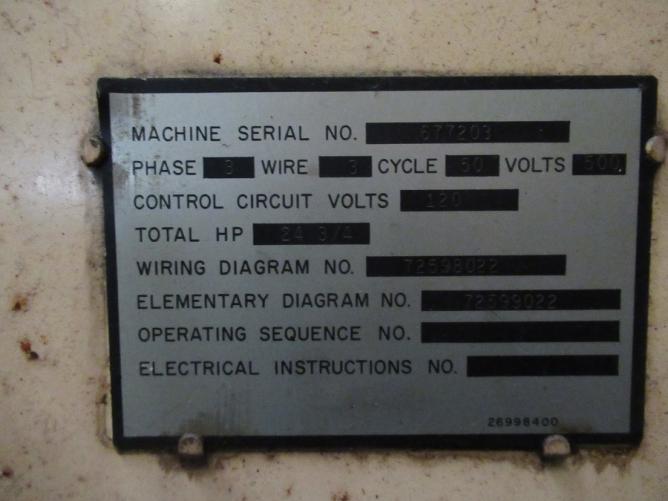 MACHINE SERIAL NO. 677203
PHASE 3 WIRE 3 CYCLE 50 VOLTS 500
CONTROL CIRCUIT VOLTS 120
TOTAL HP 24 3/4
WIRING DIAGRAM NO. 72598022
ELEMENTARY DIAGRAM NO. 72599022
OPERATING SEQUENCE NO.
ELECTRICAL INSTRUCTIONS NO.
26998400